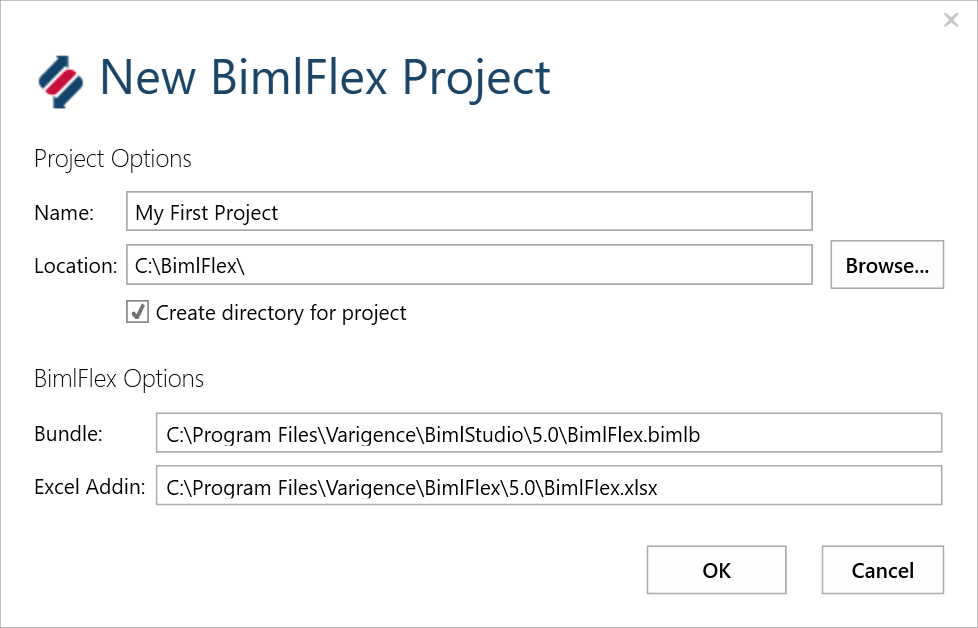 New BimlFlex Project
Project Options
Name: My First Project
Location: C:\BimlFlex\ Browse...
Create directory for project
BimlFlex Options
Bundle: C:\Program Files\Varigence\BimlStudio\5.0\BimlFlex.bimlb
Excel Addin: C:\Program Files\Varigence\BimlFlex\5.0\BimlFlex.xlsx
OK Cancel